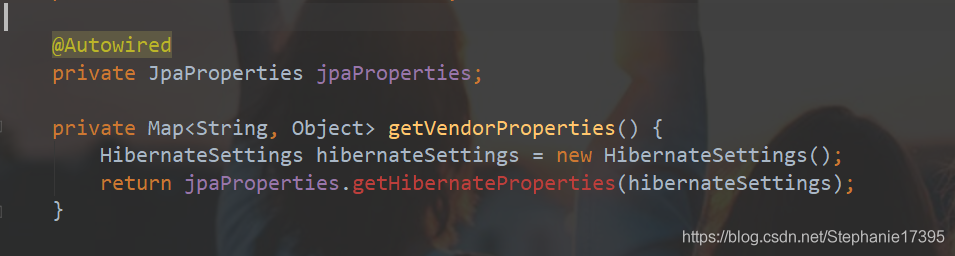 @Autowired
private JpaProperties jpaProperties;
private Map<String, Object> getVendorProperties() {
HibernateSettings hibernateSettings = new HibernateSettings();
return jpaProperties.getHibernateProperties(hibernateSettings);
}
https://blog.csdn.net/Stephanie17395